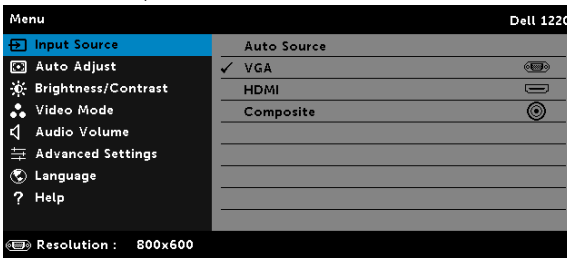 Menu Dell 1220
Input Source Auto Source
Auto Adjust ✓ VGA
Brightness/Contrast HDMI
Video Mode Composite
Audio Volume
Advanced Settings
Language
? Help
Resolution : 800x600